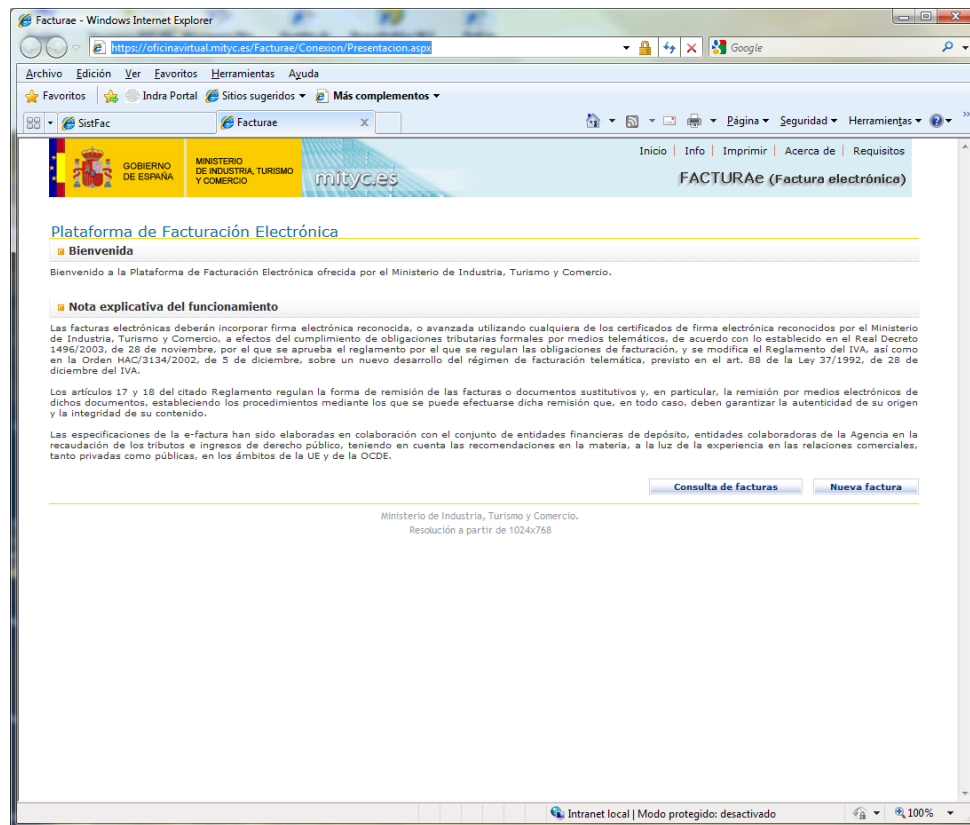 Facturae - Windows Internet Explorer
https://oficinavirtual.mityc.es/Facturae/Conexion/Presentacion.aspx
Google
Archivo Edición Ver Favoritos Herramientas Ayuda
Favoritos Indra Portal Sitios sugeridos Más complementos
SistFac Facturae Página Seguridad Herramientas
GOBIERNO
DE ESPAÑA
MINISTERIO
DE INDUSTRIA, TURISMO
Y COMERCIO
mityc.es
Inicio | Info | Imprimir | Acerca de | Requisitos
FACTURAe (Factura electrónica)
Plataforma de Facturación Electrónica
Bienvenida
Bienvenido a la Plataforma de Facturación Electrónica ofrecida por el Ministerio de Industria, Turismo y Comercio.
Nota explicativa del funcionamiento
Las facturas electrónicas deberán incorporar firma electrónica reconocida, o avanzada utilizando cualquiera de los certificados de firma electrónica reconocidos por el Ministerio
de Industria, Turismo y Comercio, a efectos del cumplimiento de obligaciones tributarias formales por medios telemáticos, de acuerdo con lo establecido en el Real Decreto
1496/2003, de 28 de noviembre, por el que se aprueba el reglamento por el que se regulan las obligaciones de facturación, y se modifica el Reglamento del IVA, así como
en la Orden HAC/3134/2002, de 5 de diciembre, sobre un nuevo desarrollo del régimen de facturación telemática, previsto en el art. 88 de la Ley 37/1992, de 28 de
diciembre del IVA.
Los artículos 17 y 18 del citado Reglamento regulan la forma de remisión de las facturas o documentos sustitutivos y, en particular, la remisión por medios electrónicos de
dichos documentos, estableciendo los procedimientos mediante los que se puede efectuarse dicha remisión que, en todo caso, deben garantizar la autenticidad de su origen
y la integridad de su contenido.
Las especificaciones de la e-factura han sido elaboradas en colaboración con el conjunto de entidades financieras de depósito, entidades colaboradoras de la Agencia en la
recaudación de los tributos e ingresos de derecho público, teniendo en cuenta las recomendaciones en la materia, a la luz de la experiencia en las relaciones comerciales,
tanto privadas como públicas, en los ámbitos de la UE y de la OCDE.
Consulta de facturas Nueva factura
Ministerio de Industria, Turismo y Comercio.
Resolución a partir de 1024x768
Intranet local | Modo protegido: desactivado 100%